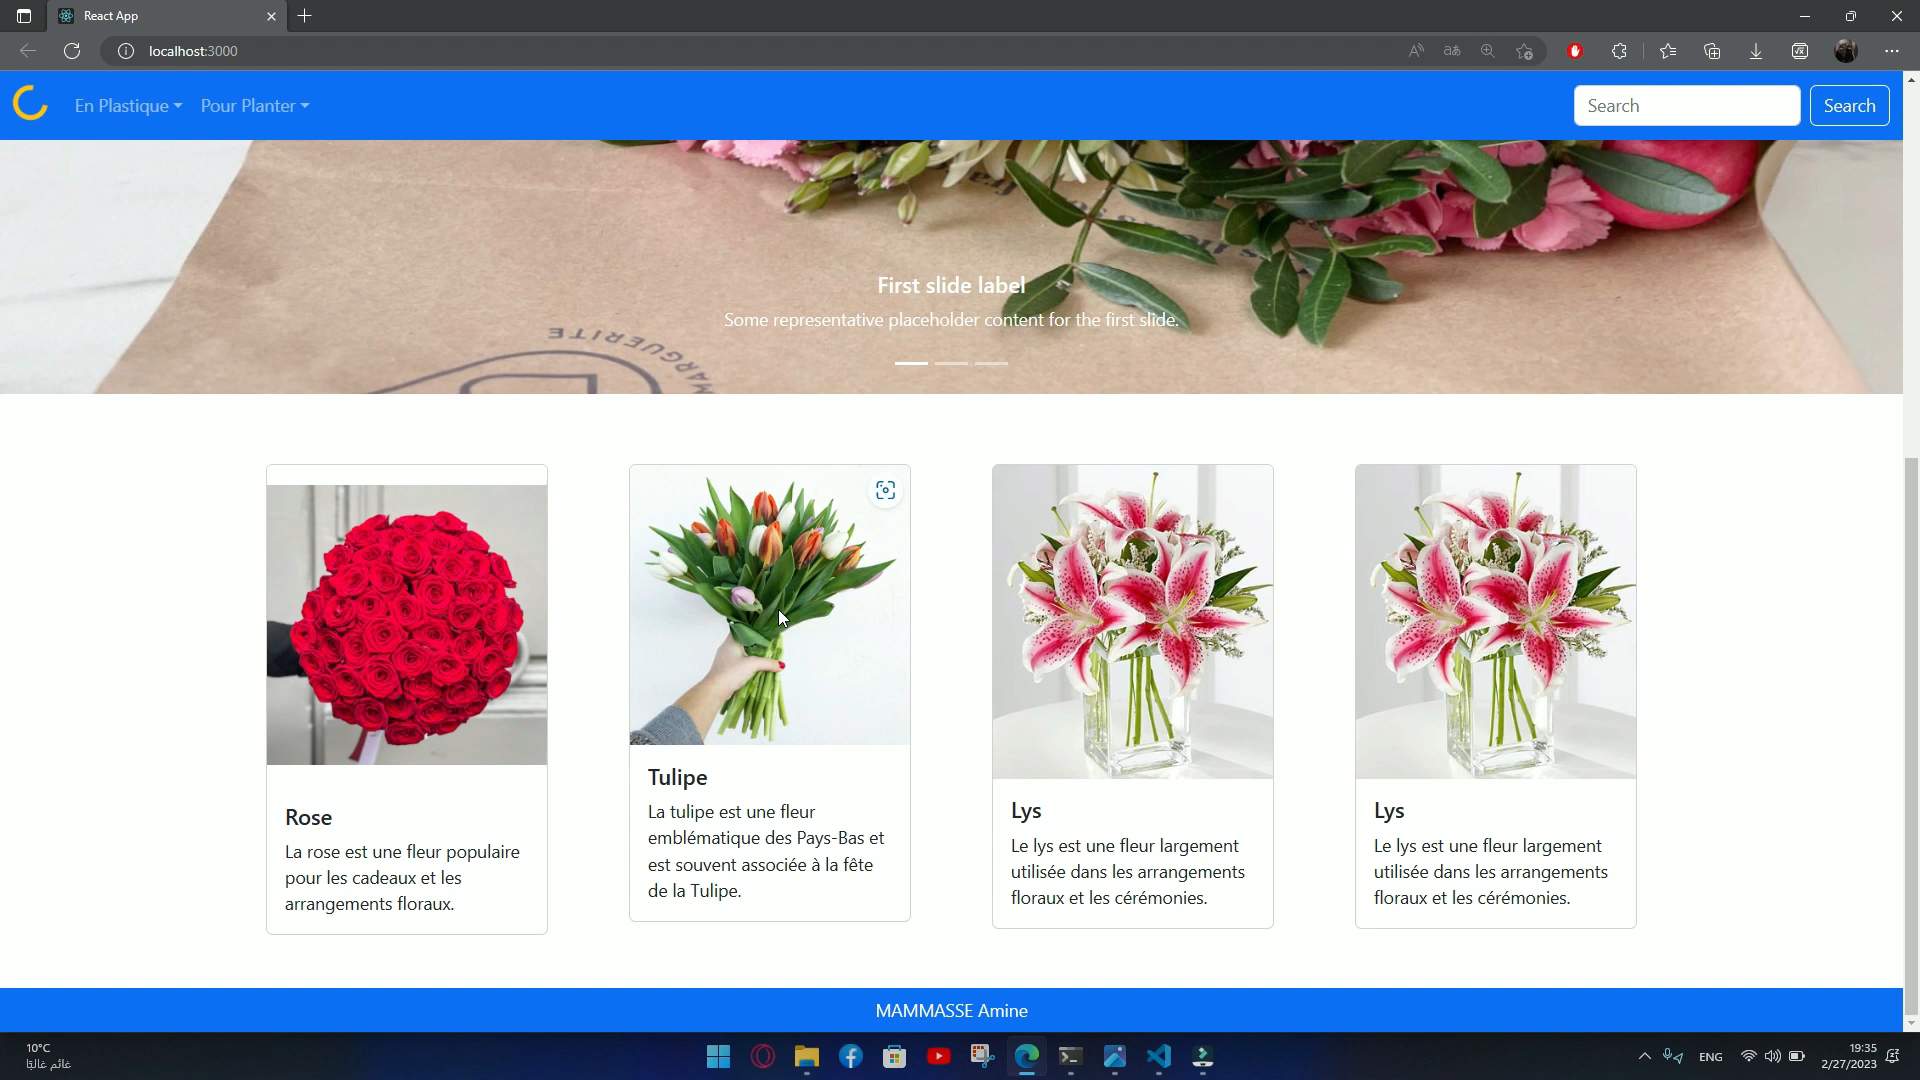 React App
localhost:3000
En Plastique
Pour Planter
Search
Search
First slide label
Some representative placeholder content for the first slide.
MARGUERITE
Rose
La rose est une fleur populaire
pour les cadeaux et les
arrangements floraux.
Tulipe
La tulipe est une fleur
emblématique des Pays-Bas et
est souvent associée à la fête
de la Tulipe.
Lys
Le lys est une fleur largement
utilisée dans les arrangements
floraux et les cérémonies.
Lys
Le lys est une fleur largement
utilisée dans les arrangements
floraux et les cérémonies.
MAMMASSE Amine
10°C
غائم غالبًا
ENG
19:35
2/27/2023